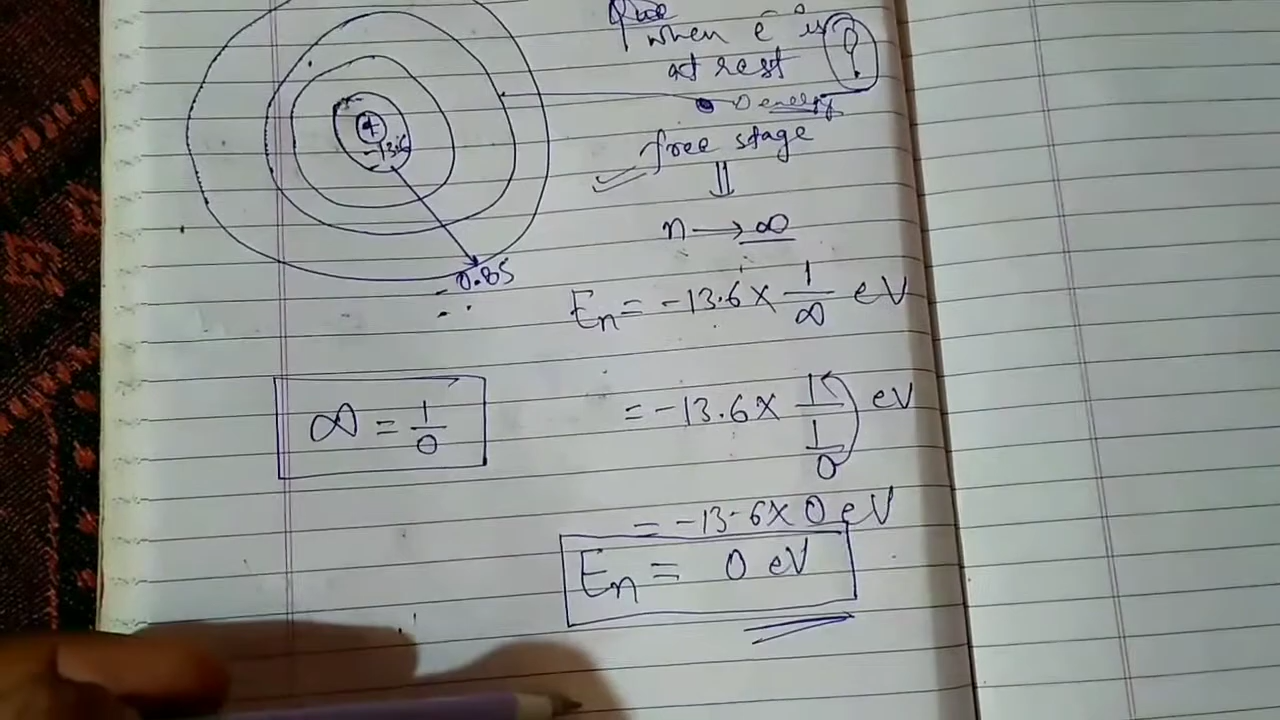 Que
when e⁻ is
at rest ?
0 energy
free stage
⇓
n → ∞
+
-13.6
-0.85
En = -13.6 × 1/∞ eV
∞ = 1/0
= -13.6 × 1/(1/0) eV
= -13.6 × 0 eV
En = 0 eV